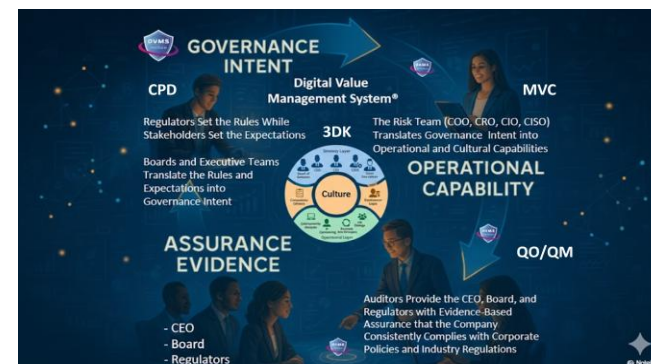 DVMS
GOVERNANCE
INTENT
CPD
Digital Value
Management System®
MVC
Regulators Set the Rules While
Stakeholders Set the Expectations
3DK
The Risk Team (COO, CRO, CIO, CISO)
Translates Governance Intent into
Operational and Cultural Capabilities
Boards and Executive Teams
Translate the Rules and
Expectations into
Governance Intent
Culture
OPERATIONAL
CAPABILITY
ASSURANCE
EVIDENCE
QO/QM
Auditors Provide the CEO, Board, and
Regulators with Evidence-Based
Assurance that the Company
Consistently Complies with Corporate
Policies and Industry Regulations
- CEO
- Board
- Regulators